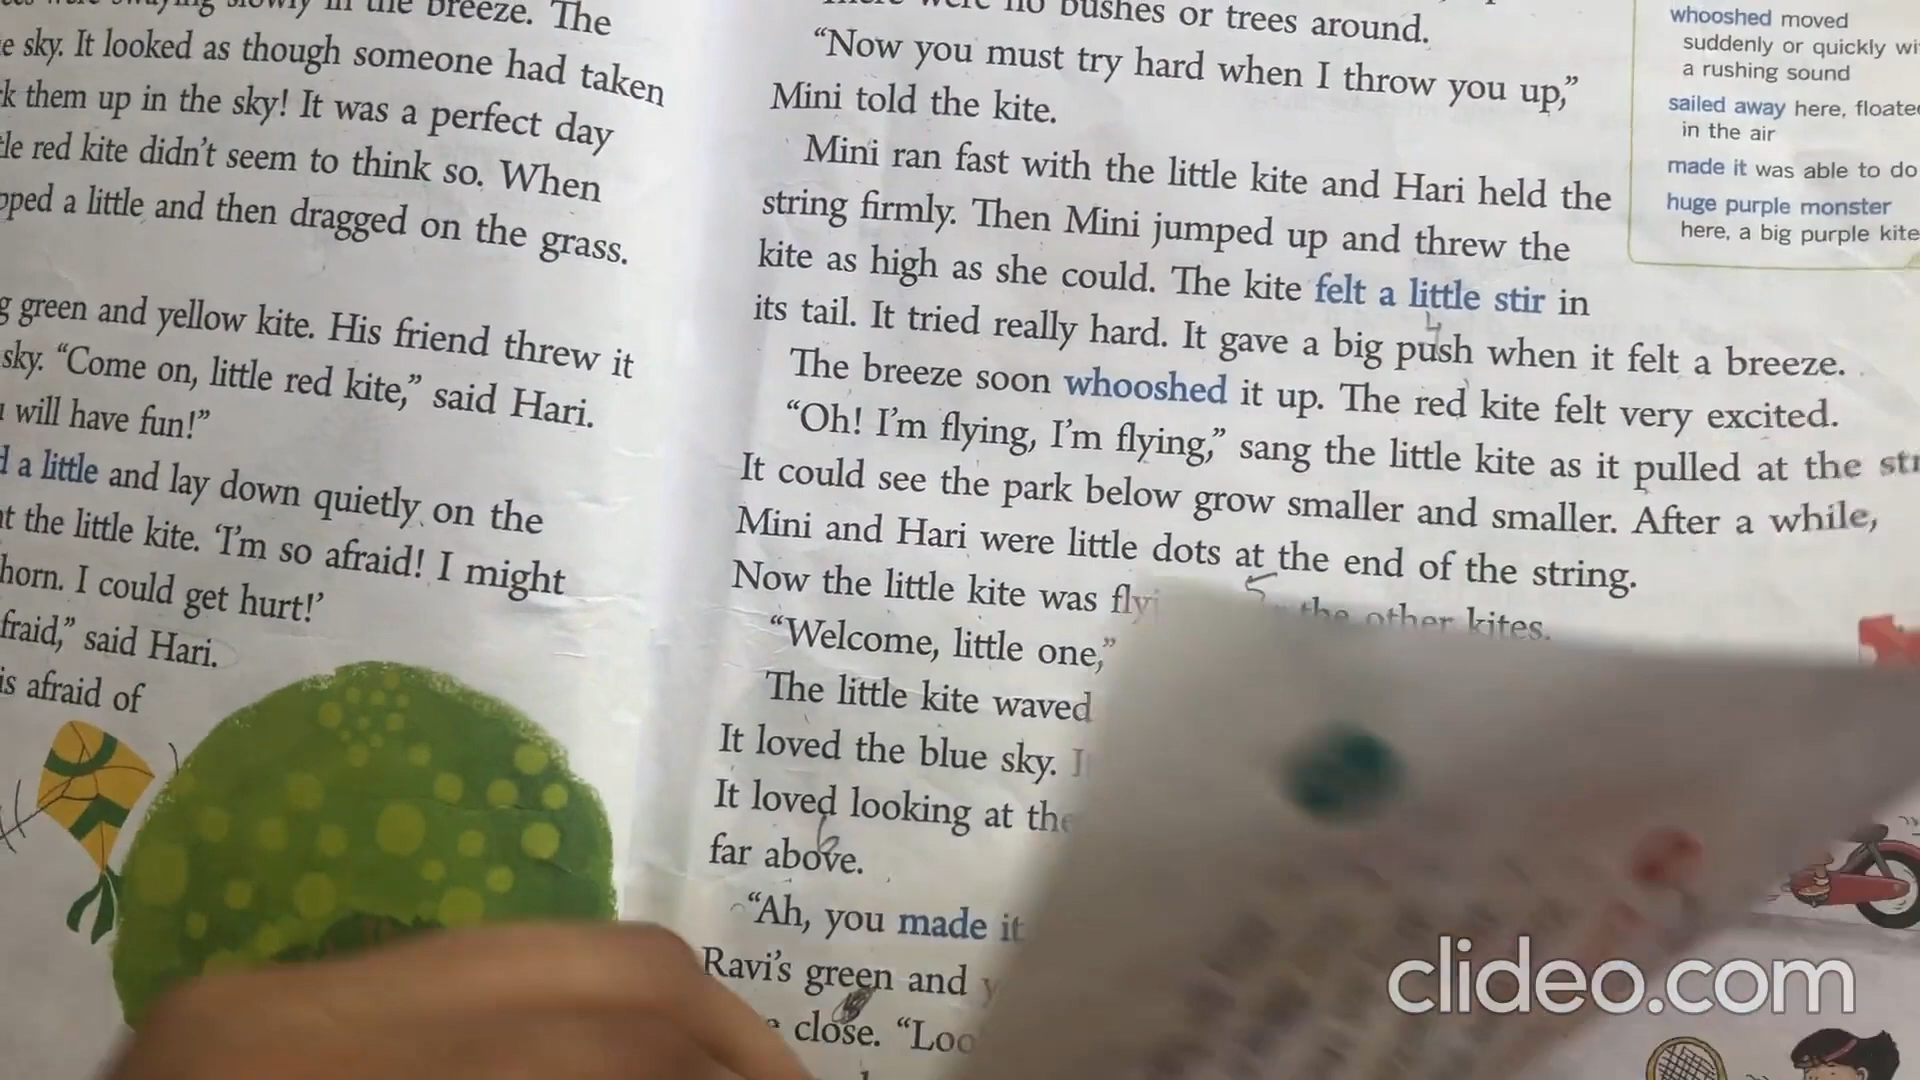 in the breeze. The
sky. It looked as though someone had taken
them up in the sky! It was a perfect day
red kite didn't seem to think so. When
a little and then dragged on the grass.
green and yellow kite. His friend threw it
sky. “Come on, little red kite,” said Hari.
will have fun!”
a little and lay down quietly on the
the little kite. ‘I'm so afraid! I might
horn. I could get hurt!’
said Hari.
is afraid of
no bushes or trees around.
“Now you must try hard when I throw you up,”
Mini told the kite.
Mini ran fast with the little kite and Hari held the
string firmly. Then Mini jumped up and threw the
kite as high as she could. The kite felt a little stir in
its tail. It tried really hard. It gave a big push when it felt a breeze.
The breeze soon whooshed it up. The red kite felt very excited.
“Oh! I'm flying, I'm flying,” sang the little kite as it pulled at the
It could see the park below grow smaller and smaller. After a while,
Mini and Hari were little dots at the end of the string.
Now the little kite was the other kites.
“Welcome, little one,”
The little kite waved
It loved the blue sky.
It loved looking at the
far above.
“Ah, you made it
Ravi's green and
close.
whooshed moved
suddenly or quickly
a rushing sound
sailed away here,
in the air
made it was able to do
huge purple monster
here, a big purple kite
clideo.com